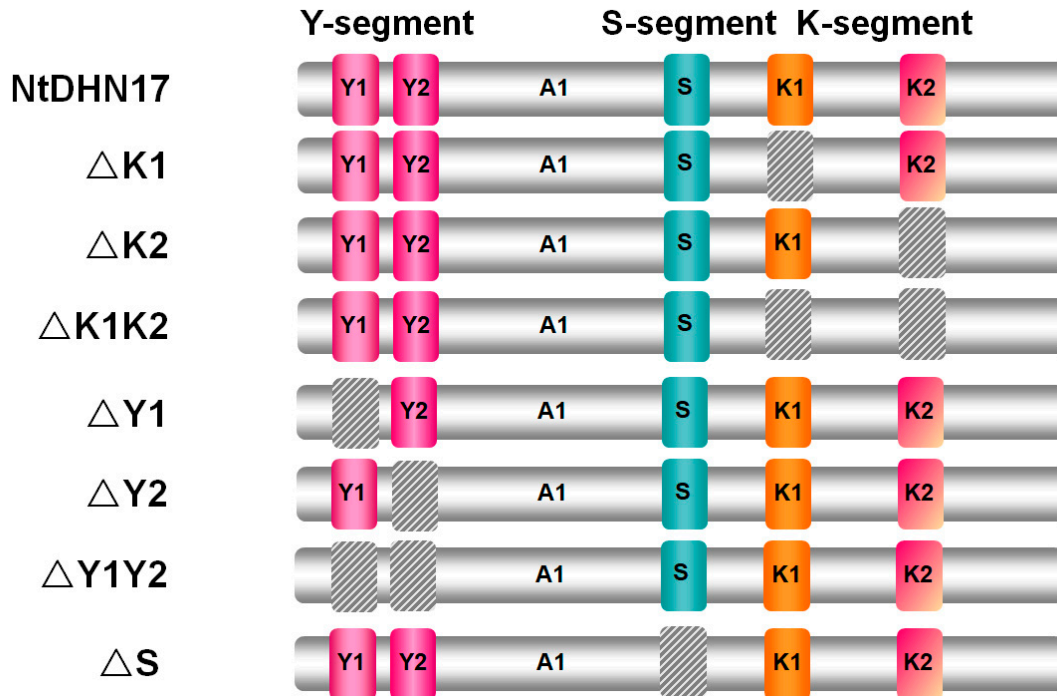 Y-segment S-segment K-segment
NtDHN17 Y1 Y2 A1 S K1 K2
△K1 Y1 Y2 A1 S K2
△K2 Y1 Y2 A1 S K1
△K1K2 Y1 Y2 A1 S
△Y1 Y2 A1 S K1 K2
△Y2 Y1 A1 S K1 K2
△Y1Y2 A1 S K1 K2
△S Y1 Y2 A1 K1 K2